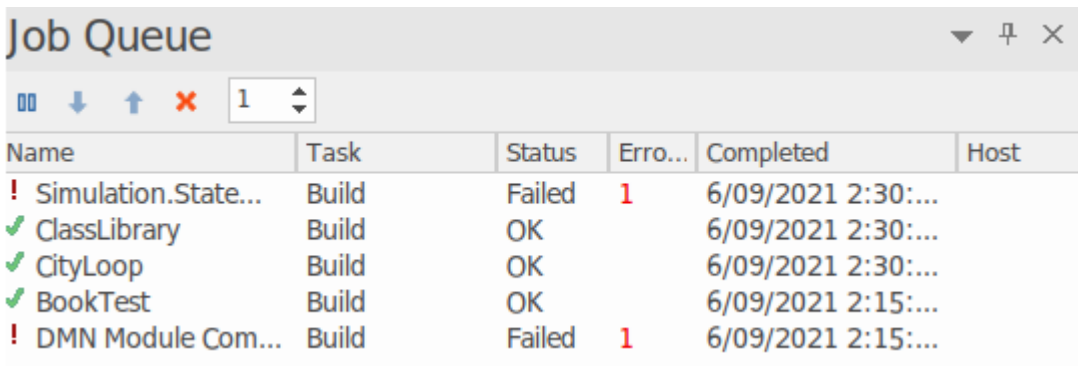 Job Queue
1
Name Task Status Erro... Completed Host
! Simulation.State... Build Failed 1 6/09/2021 2:30:...
ClassLibrary Build OK 6/09/2021 2:30:...
CityLoop Build OK 6/09/2021 2:30:...
BookTest Build OK 6/09/2021 2:15:...
! DMN Module Com... Build Failed 1 6/09/2021 2:15:...